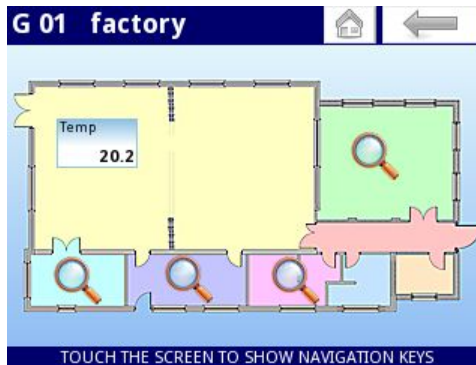 G 01 factory
Temp
20.2
TOUCH THE SCREEN TO SHOW NAVIGATION KEYS